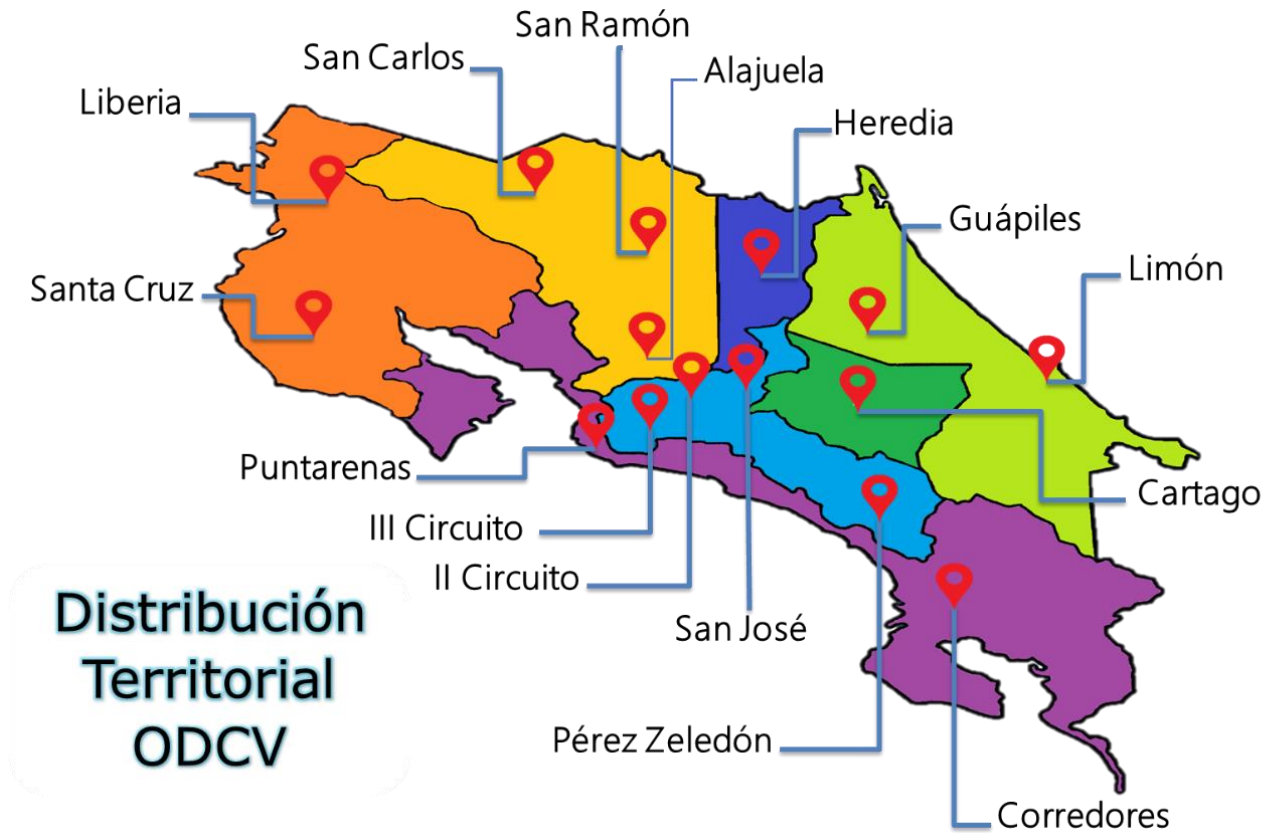 San Ramón
San Carlos
Alajuela
Liberia
Heredia
Guápiles
Limón
Santa Cruz
Puntarenas
Cartago
III Circuito
II Circuito
San José
Distribución
Territorial
ODCV
Pérez Zeledón
Corredores